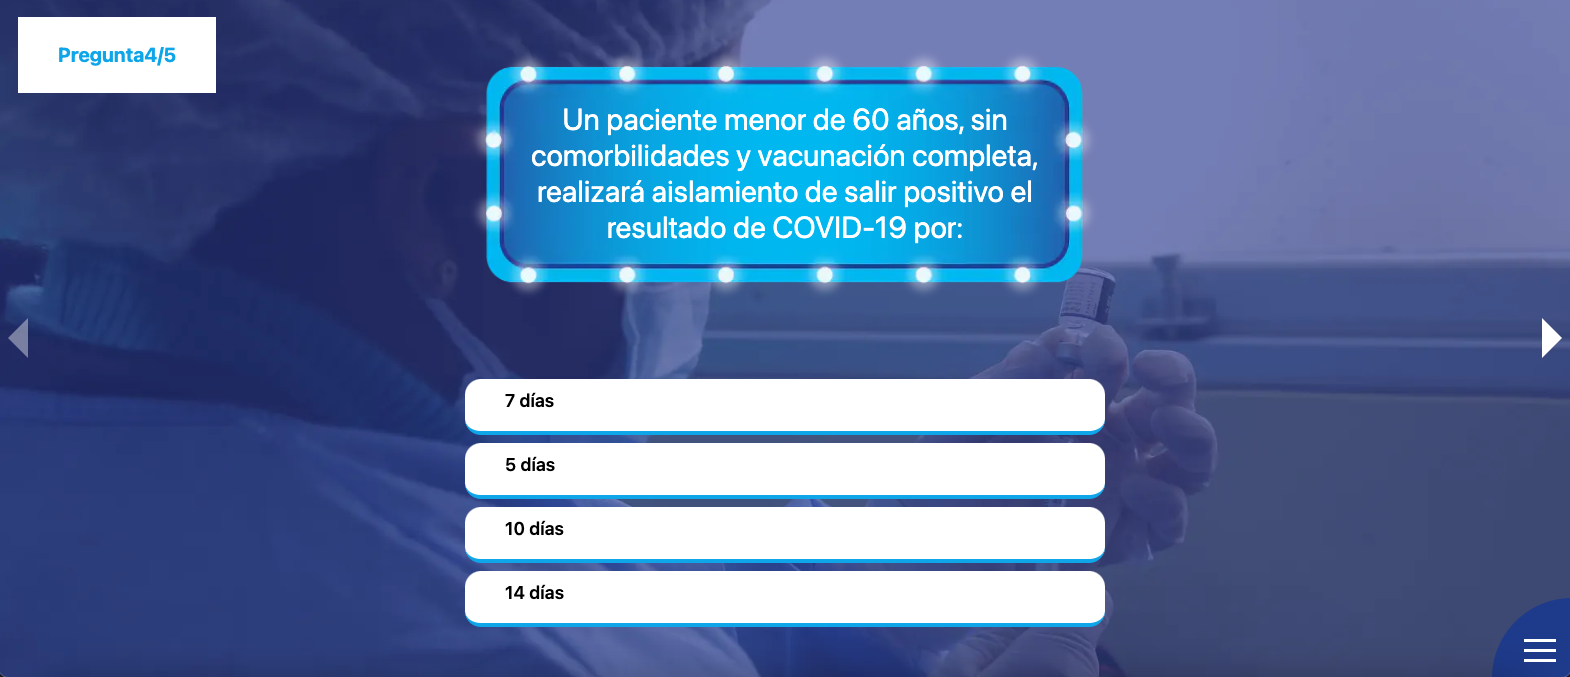 Pregunta4/5
Un paciente menor de 60 años, sin
comorbilidades y vacunación completa,
realizará aislamiento de salir positivo el
resultado de COVID-19 por:
7 días
5 días
10 días
14 días